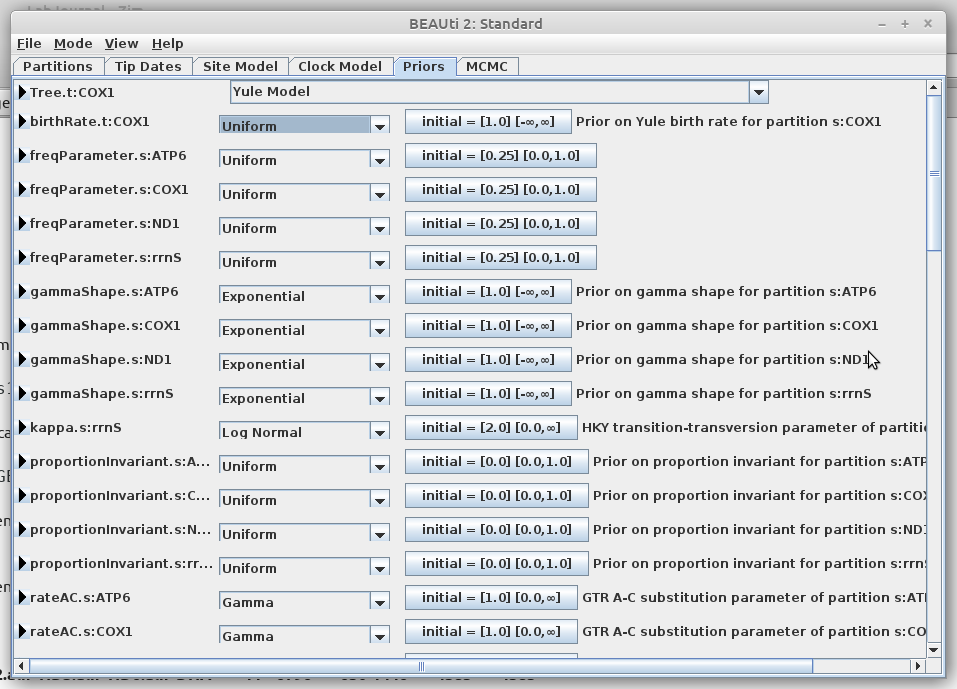 BEAUti 2: Standard
File Mode View Help
Partitions Tip Dates Site Model Clock Model Priors MCMC
Tree.t:COX1 Yule Model
birthRate.t:COX1 Uniform initial = [1.0] [-∞,∞] Prior on Yule birth rate for partition s:COX1
freqParameter.s:ATP6 Uniform initial = [0.25] [0.0,1.0]
freqParameter.s:COX1 Uniform initial = [0.25] [0.0,1.0]
freqParameter.s:ND1 Uniform initial = [0.25] [0.0,1.0]
freqParameter.s:rrnS Uniform initial = [0.25] [0.0,1.0]
gammaShape.s:ATP6 Exponential initial = [1.0] [-∞,∞] Prior on gamma shape for partition s:ATP6
gammaShape.s:COX1 Exponential initial = [1.0] [-∞,∞] Prior on gamma shape for partition s:COX1
gammaShape.s:ND1 Exponential initial = [1.0] [-∞,∞] Prior on gamma shape for partition s:ND1
gammaShape.s:rrnS Exponential initial = [1.0] [-∞,∞] Prior on gamma shape for partition s:rrnS
kappa.s:rrnS Log Normal initial = [2.0] [0.0,∞] HKY transition-transversion parameter of partiti
proportionInvariant.s:A... Uniform initial = [0.0] [0.0,1.0] Prior on proportion invariant for partition s:ATP
proportionInvariant.s:C... Uniform initial = [0.0] [0.0,1.0] Prior on proportion invariant for partition s:COX
proportionInvariant.s:N... Uniform initial = [0.0] [0.0,1.0] Prior on proportion invariant for partition s:ND1
proportionInvariant.s:rr... Uniform initial = [0.0] [0.0,1.0] Prior on proportion invariant for partition s:rrn
rateAC.s:ATP6 Gamma initial = [1.0] [0.0,∞] GTR A-C substitution parameter of partition s:AT
rateAC.s:COX1 Gamma initial = [1.0] [0.0,∞] GTR A-C substitution parameter of partition s:CO